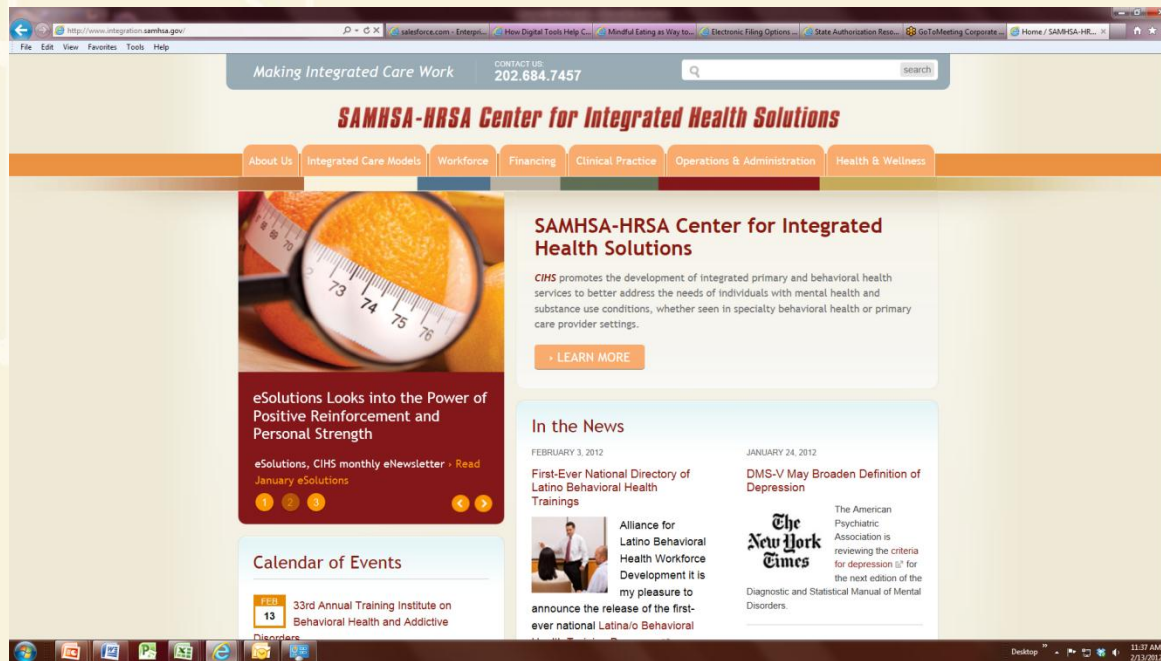 http://www.integration.samhsa.gov/
salesforce.com - Enterpri...
How Digital Tools Help C...
Mindful Eating as Way to...
Electronic Filing Options ...
State Authorization Reso...
GoToMeeting Corporate ...
Home / SAMHSA-HR...
File Edit View Favorites Tools Help
Making Integrated Care Work
CONTACT US:
202.684.7457
search
SAMHSA-HRSA Center for Integrated Health Solutions
About Us
Integrated Care Models
Workforce
Financing
Clinical Practice
Operations & Administration
Health & Wellness
70
73
74
75
76
eSolutions Looks into the Power of
Positive Reinforcement and
Personal Strength
eSolutions, CIHS monthly eNewsletter › Read
January eSolutions
1 2 3
Calendar of Events
FEB
13
33rd Annual Training Institute on
Behavioral Health and Addictive
Disorders
SAMHSA-HRSA Center for Integrated
Health Solutions
CIHS promotes the development of integrated primary and behavioral health
services to better address the needs of individuals with mental health and
substance use conditions, whether seen in specialty behavioral health or primary
care provider settings.
› LEARN MORE
In the News
FEBRUARY 3, 2012
First-Ever National Directory of
Latino Behavioral Health
Trainings
Alliance for
Latino Behavioral
Health Workforce
Development it is
my pleasure to
announce the release of the first-
ever national Latina/o Behavioral
JANUARY 24, 2012
DMS-V May Broaden Definition of
Depression
The
New York
Times
The American
Psychiatric
Association is
reviewing the criteria
for depression for
the next edition of the
Diagnostic and Statistical Manual of Mental
Disorders.
Desktop
11:37 AM
2/13/2012